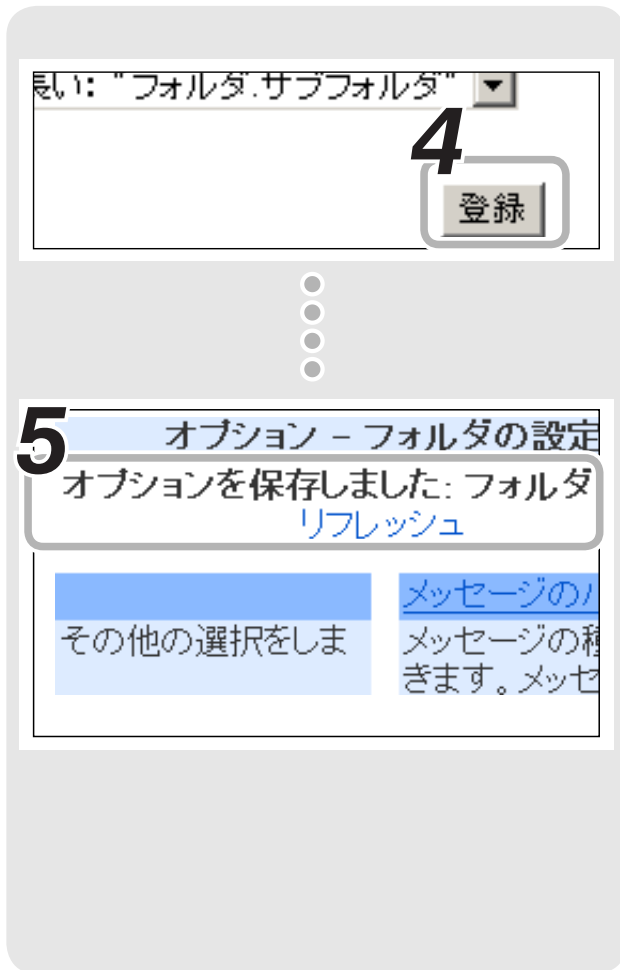 長い: "フォルダ.サブフォルダ"
4
登録
5
オプション - フォルダの設定
オプションを保存しました: フォルダ
リフレッシュ
メッセージの
その他の選択をしま
メッセージの種
きます。メッセ